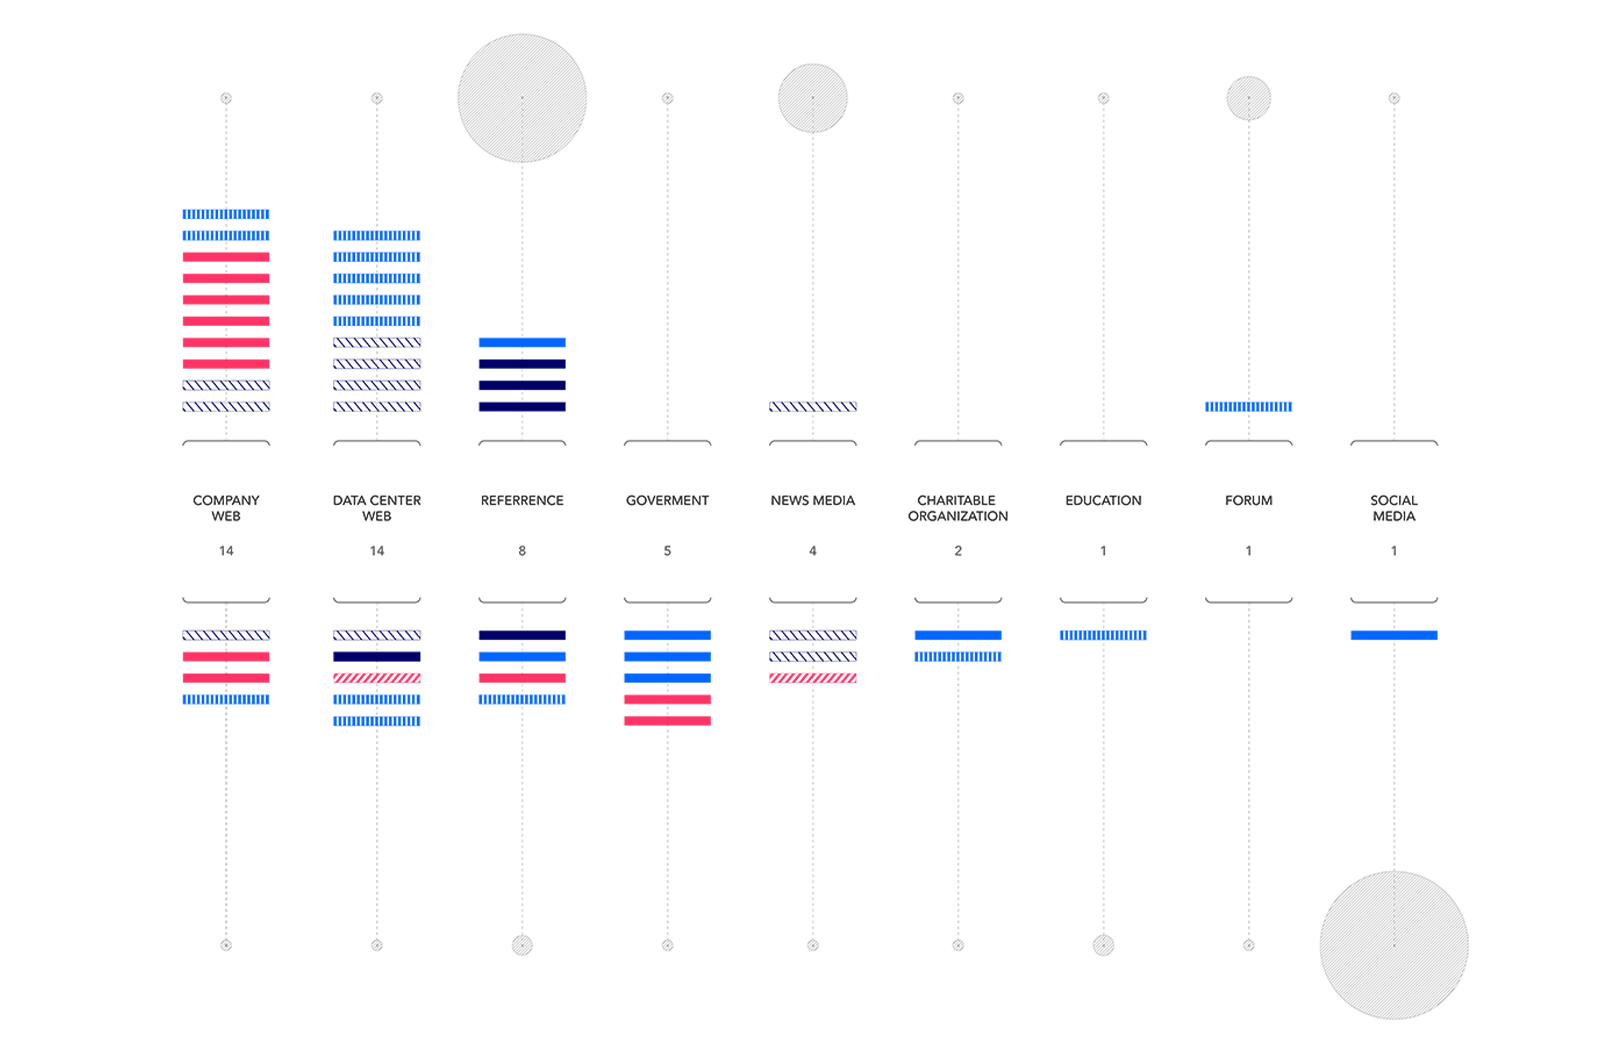 COMPANY
WEB
14
DATA CENTER
WEB
14
REFERRENCE
8
GOVERMENT
5
NEWS MEDIA
4
CHARITABLE
ORGANIZATION
2
EDUCATION
1
FORUM
1
SOCIAL
MEDIA
1